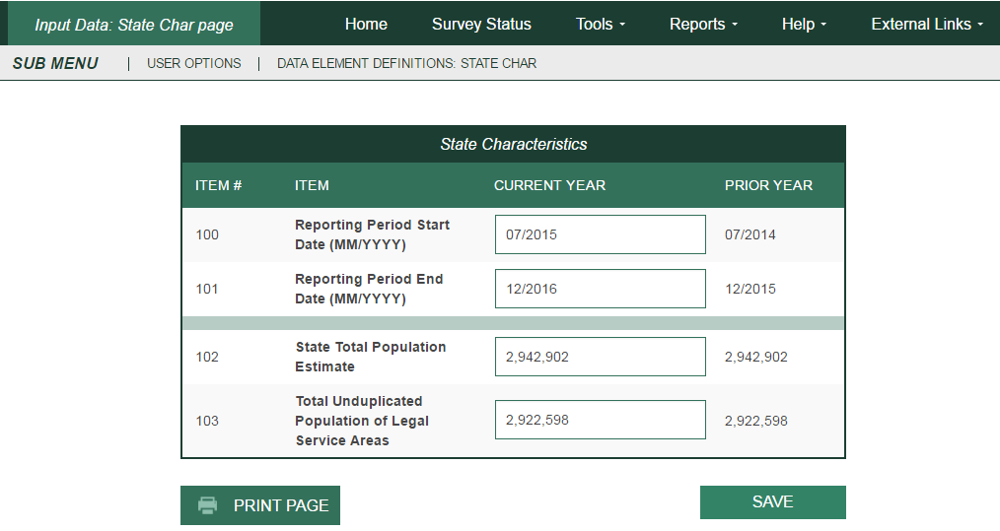 Input Data: State Char page Home Survey Status Tools Reports Help External Links
SUB MENU | USER OPTIONS | DATA ELEMENT DEFINITIONS: STATE CHAR
State Characteristics
ITEM # ITEM CURRENT YEAR PRIOR YEAR
100 Reporting Period Start Date (MM/YYYY) 07/2015 07/2014
101 Reporting Period End Date (MM/YYYY) 12/2016 12/2015
102 State Total Population Estimate 2,942,902 2,942,902
103 Total Unduplicated Population of Legal Service Areas 2,922,598 2,922,598
PRINT PAGE SAVE